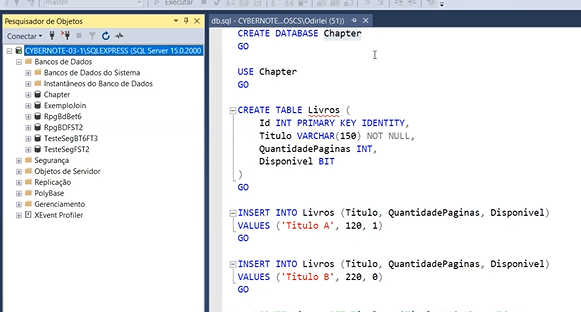 master
Executar
Pesquisador de Objetos
Conectar
CYBERNOTE-03-1\SQLEXPRESS (SQL Server 15.0.2000
Bancos de Dados
Bancos de Dados do Sistema
Instantâneos do Banco de Dados
Chapter
ExemploJoin
RpgBdBet6
RpgBDFST2
TesteSegBT6FT3
TesteSegFST2
Segurança
Objetos de Servidor
Replicação
PolyBase
Gerenciamento
XEvent Profiler
db.sql - CYBERNOTE...OSCS\Odirlei (51))
CREATE DATABASE Chapter
GO
USE Chapter
GO
CREATE TABLE Livros (
Id INT PRIMARY KEY IDENTITY,
Titulo VARCHAR(150) NOT NULL,
QuantidadePaginas INT,
Disponivel BIT
)
GO
INSERT INTO Livros (Titulo, QuantidadePaginas, Disponivel)
VALUES ('Titulo A', 120, 1)
GO
INSERT INTO Livros (Titulo, QuantidadePaginas, Disponivel)
VALUES ('Titulo B', 220, 0)
GO